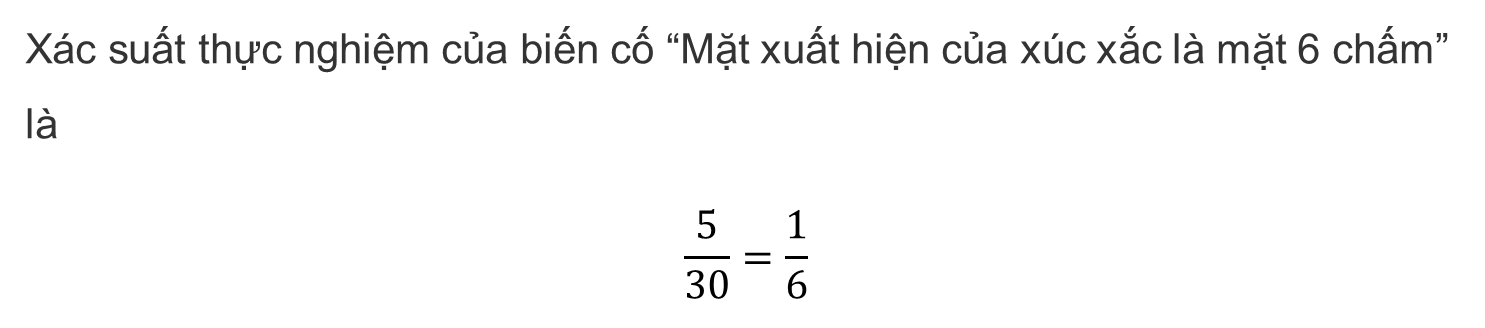 Xác suất thực nghiệm của biến cố “Mặt xuất hiện của xúc xắc là mặt 6 chấm”
là
5/30 = 1/6